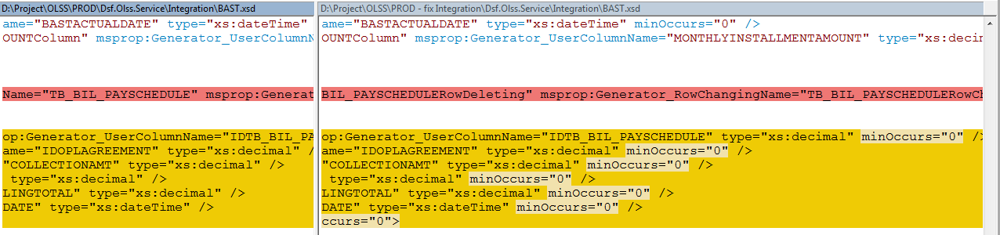 D:\Project\OLSS\PROD\Dsf.Olss.Service\Integration\BAST.xsd
ame="BASTACTUALDATE" type="xs:dateTime"
OUNTColumn" msprop:Generator_UserColumnN
Name="TB_BIL_PAYSCHEDULE" msprop:Generat
op:Generator_UserColumnName="IDTB_BIL_PA
ame="IDOPLAGREEMENT" type="xs:decimal" /
"COLLECTIONAMT" type="xs:decimal" />
type="xs:decimal" />
LINGTOTAL" type="xs:decimal" />
DATE" type="xs:dateTime" />
D:\Project\OLSS\PROD - fix Integration\Dsf.Olss.Service\Integration\BAST.xsd
ame="BASTACTUALDATE" type="xs:dateTime" minOccurs="0" />
OUNTColumn" msprop:Generator_UserColumnName="MONTHLYINSTALLMENTAMOUNT" type="xs:decim
BIL_PAYSCHEDULERowDeleting" msprop:Generator_RowChangingName="TB_BIL_PAYSCHEDULERowCh
op:Generator_UserColumnName="IDTB_BIL_PAYSCHEDULE" type="xs:decimal" minOccurs="0" />
ame="IDOPLAGREEMENT" type="xs:decimal" minOccurs="0" />
"COLLECTIONAMT" type="xs:decimal" minOccurs="0" />
type="xs:decimal" minOccurs="0" />
LINGTOTAL" type="xs:decimal" minOccurs="0" />
DATE" type="xs:dateTime" minOccurs="0" />
ccurs="0">